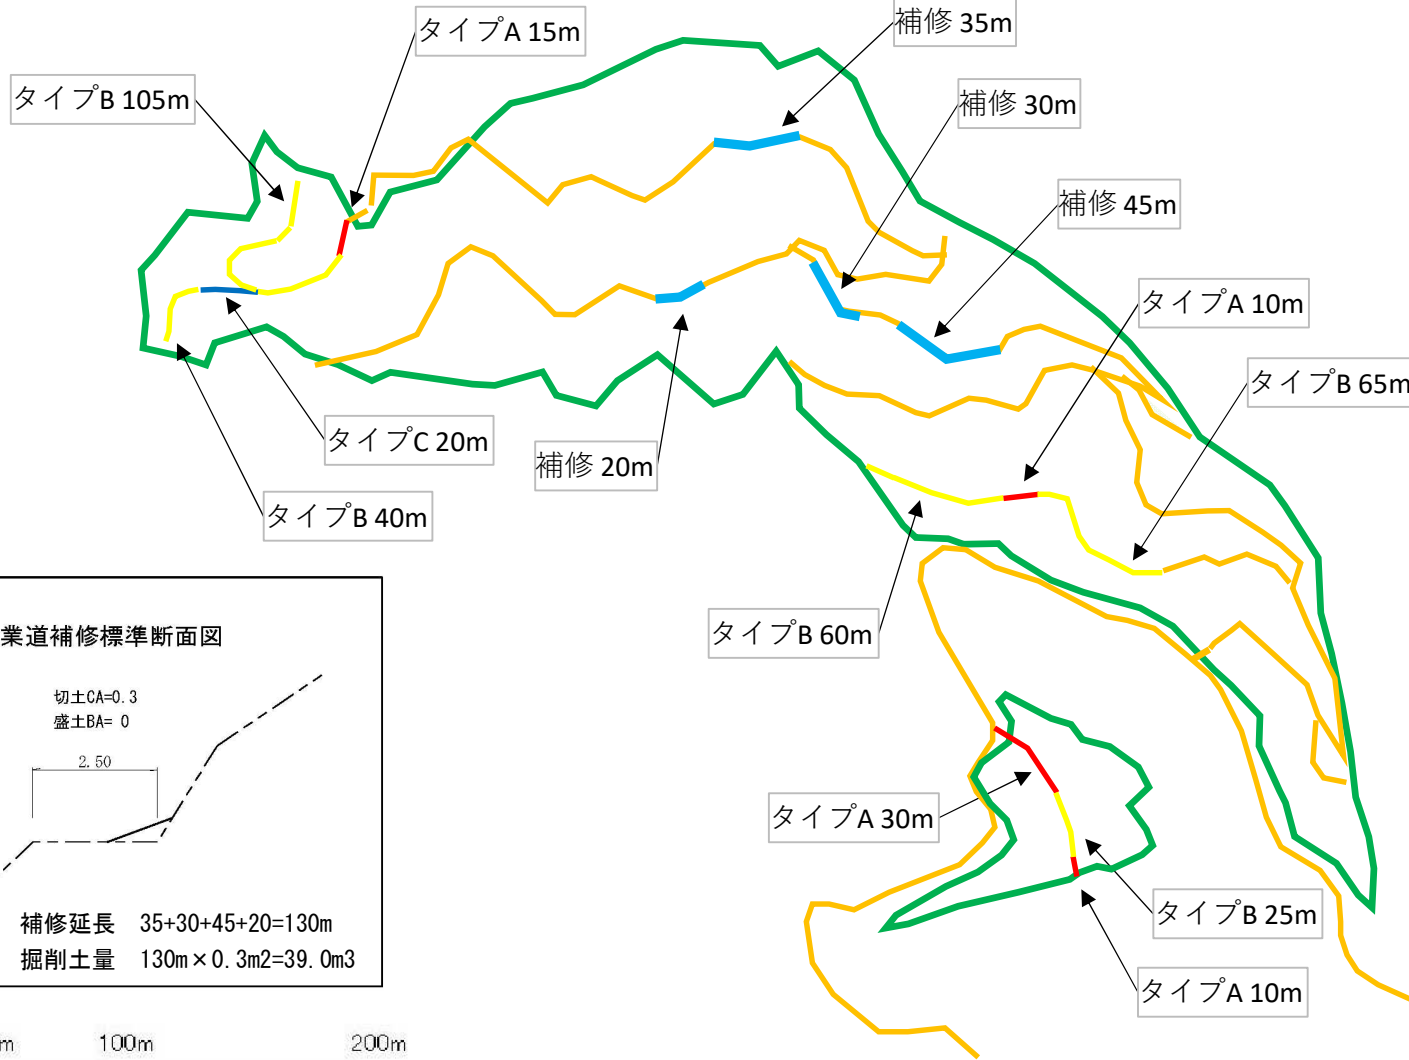 タイプA 15m
補修 35m
タイプB 105m
補修 30m
補修 45m
タイプA 10m
タイプB 65m
タイプC 20m
補修 20m
タイプB 40m
タイプB 60m
業道補修標準断面図
切土CA=0.3
盛土BA= 0
2.50
タイプA 30m
タイプB 25m
補修延長 35+30+45+20=130m
掘削土量 130m×0.3m2=39.0m3
タイプA 10m
m 100m 200m